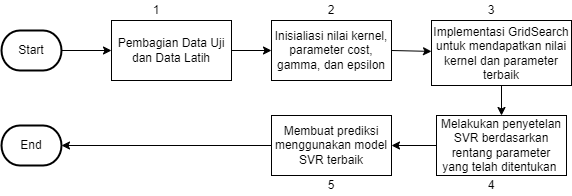 1
2
3
Start
Pembagian Data Uji
dan Data Latih
Inisialiasi nilai kernel,
parameter cost,
gamma, dan epsilon
Implementasi GridSearch
untuk mendapatkan nilai
kernel dan parameter
terbaik
Melakukan penyetelan
SVR berdasarkan
rentang parameter
yang telah ditentukan
4
Membuat prediksi
menggunakan model
SVR terbaik
5
End